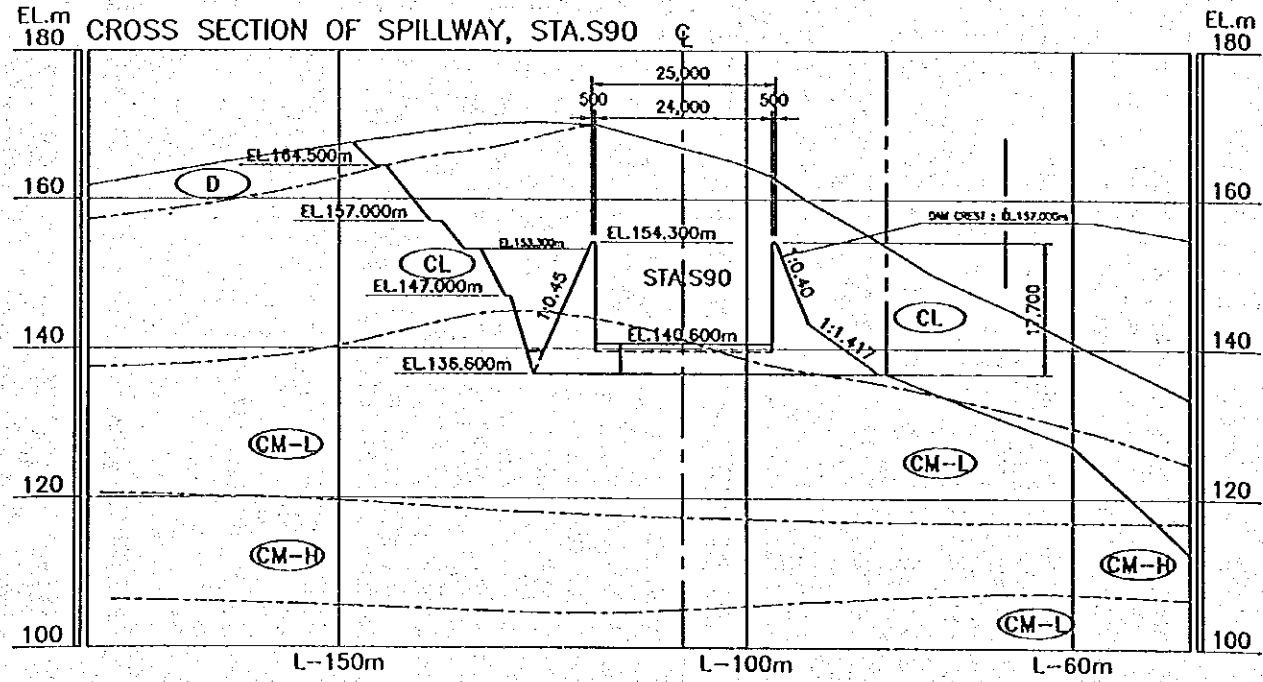 EL.m
180
CROSS SECTION OF SPILLWAY, STA.S90
℄
EL.m
180
25,000
500
24,000
500
EL.164.500m
D
160
EL.157.000m
DAM CREST : EL.157.000m
160
EL.153.300m
EL.154.300m
CL
1:0.45
STA.S90
1:0.40
17.700
EL.147.000m
CL
EL.140.600m
1:1.417
140
140
EL.136.600m
CM-L
CM-L
120
120
CM-H
CM-H
CM-L
100
100
L--150m
L--100m
L--60m